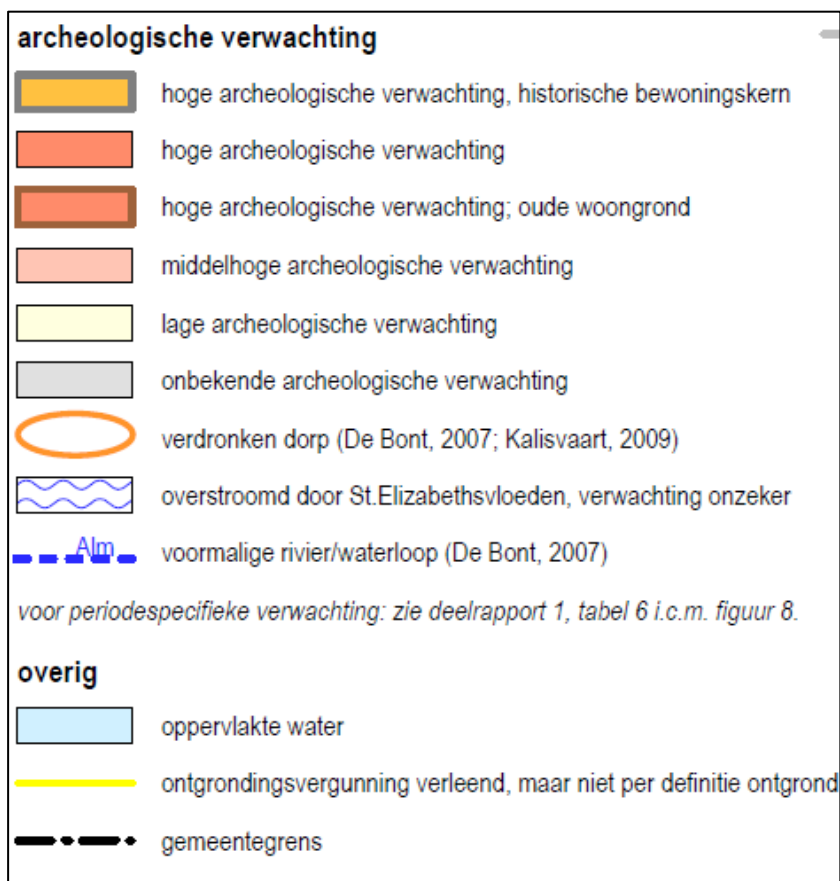 archeologische verwachting
hoge archeologische verwachting, historische bewoningskern
hoge archeologische verwachting
hoge archeologische verwachting; oude woongrond
middelhoge archeologische verwachting
lage archeologische verwachting
onbekende archeologische verwachting
verdronken dorp (De Bont, 2007; Kalisvaart, 2009)
overstroomd door St.Elizabethsvloeden, verwachting onzeker
Alm voormalige rivier/waterloop (De Bont, 2007)
voor periodespecifieke verwachting: zie deelrapport 1, tabel 6 i.c.m. figuur 8.
overig
oppervlakte water
ontgrondingsvergunning verleend, maar niet per definitie ontgrond
gemeentegrens